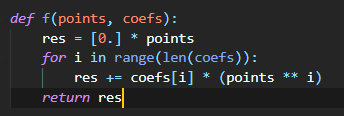 def f(points, coefs):
    res = [0.] * points
    for i in range(len(coefs)):
        res += coefs[i] * (points ** i)
    return res